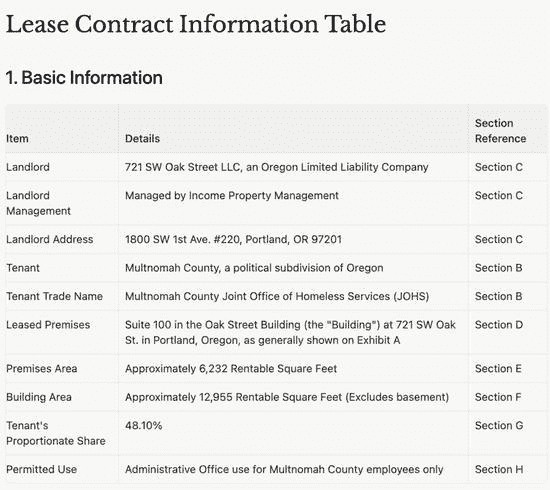 Lease Contract Information Table
1. Basic Information
Section
Item Details Reference
Landlord 721 SW Oak Street LLC, an Oregon Limited Liability Company Section C
Landlord Managed by Income Property Management Section C
Management
Landlord Address 1800 SW 1st Ave. #220, Portland, OR 97201 Section C
Tenant Multnomah County, a political subdivision of Oregon Section B
Tenant Trade Name Multnomah County Joint Office of Homeless Services (JOHS) Section B
Leased Premises Suite 100 in the Oak Street Building (the "Building") at 721 SW Oak Section D
St. in Portland, Oregon, as generally shown on Exhibit A
Premises Area Approximately 6,232 Rentable Square Feet Section E
Building Area Approximately 12,955 Rentable Square Feet (Excludes basement) Section F
Tenant's 48.10% Section G
Proportionate Share
Permitted Use Administrative Office use for Multnomah County employees only Section H